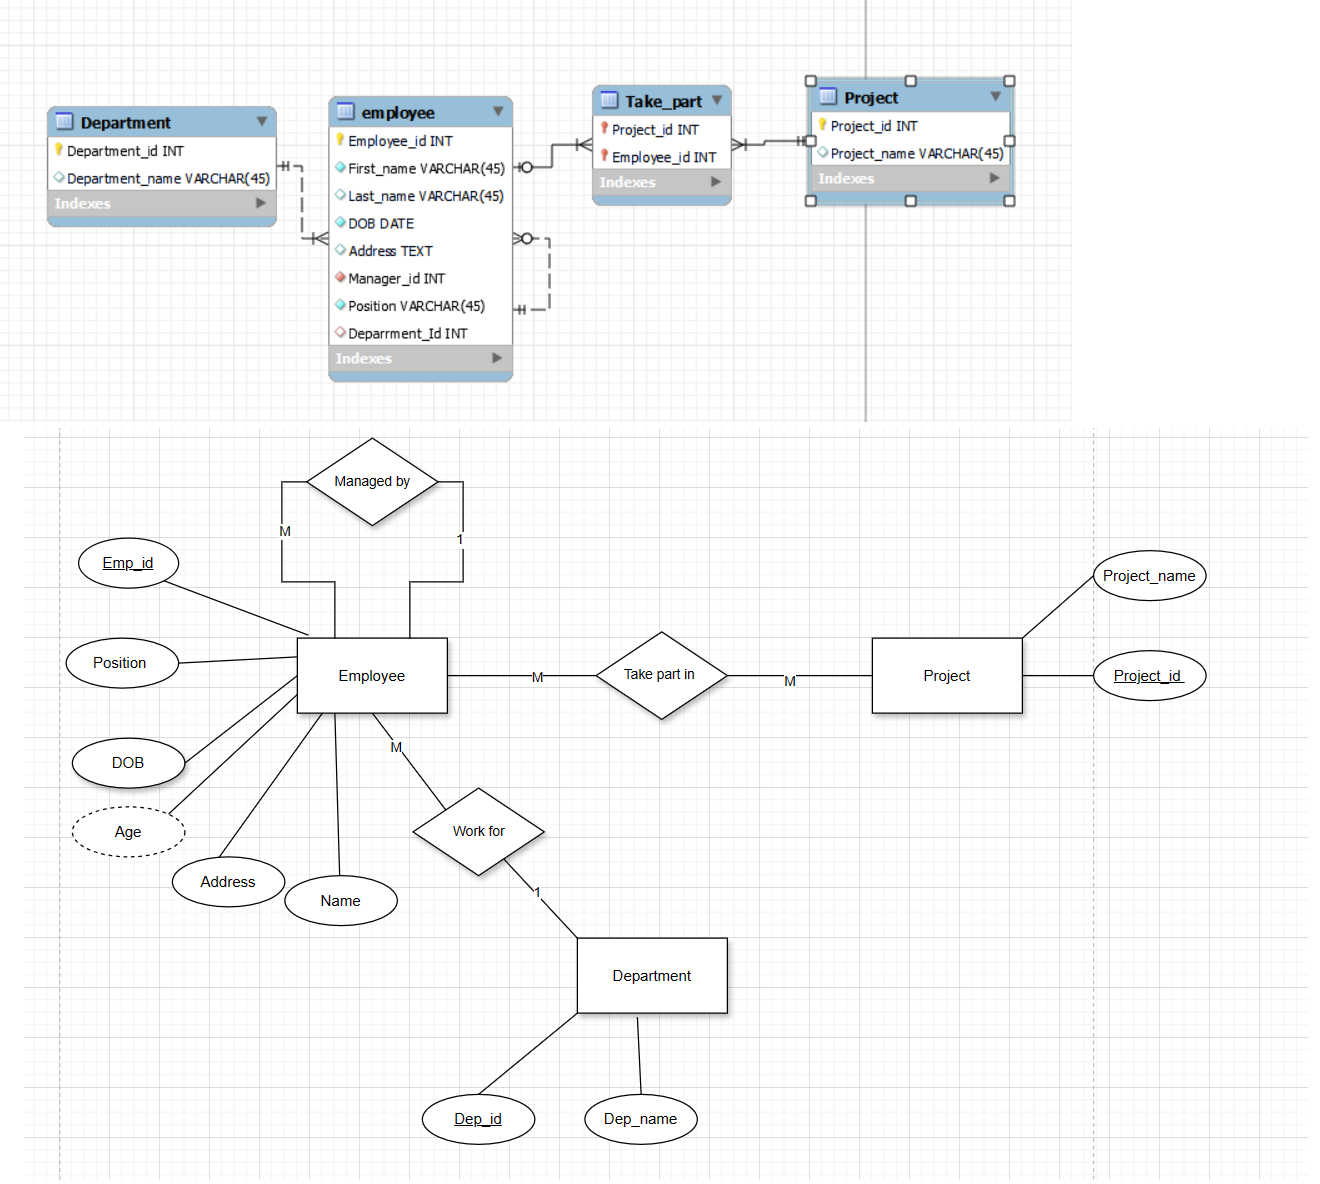 Department
Department_id INT
Department_name VARCHAR(45)
Indexes
employee
Employee_id INT
First_name VARCHAR(45)
Last_name VARCHAR(45)
DOB DATE
Address TEXT
Manager_id INT
Position VARCHAR(45)
Deparrment_Id INT
Indexes
Take_part
Project_id INT
Employee_id INT
Indexes
Project
Project_id INT
Project_name VARCHAR(45)
Indexes
Managed by
M
1
Emp_id
Position
DOB
Age
Address
Name
Employee
M
Take part in
M
Project
Project_name
Project_id
M
Work for
1
Department
Dep_id
Dep_name